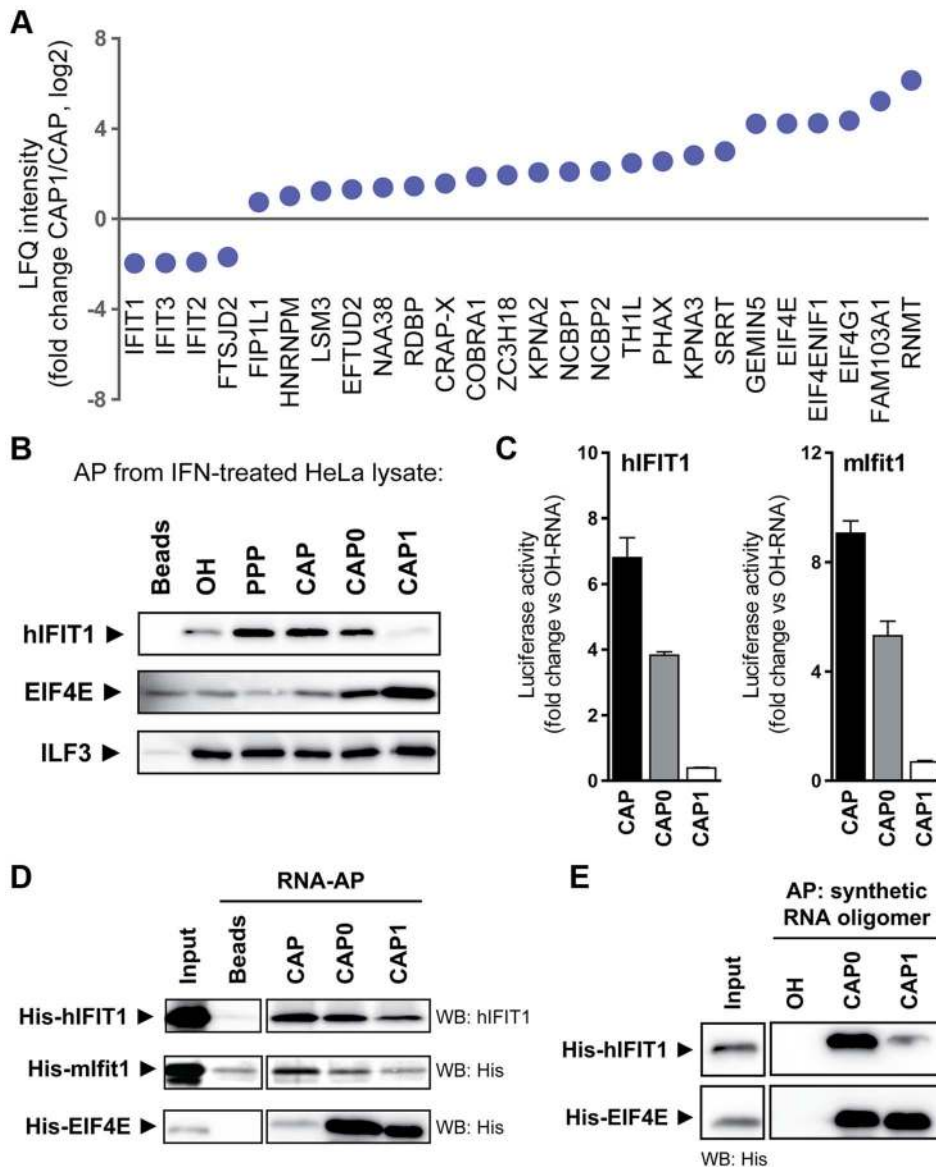 A
LFQ intensity
(fold change CAP1/CAP, log2)
8
4
0
-4
-8
IFIT1
IFIT3
IFIT2
FTSJD2
FIP1L1
HNRNPM
LSM3
EFTUD2
NAA38
RDBP
CRAP-X
COBRA1
ZC3H18
KPNA2
NCBP1
NCBP2
TH1L
PHAX
KPNA3
SRRT
GEMIN5
EIF4E
EIF4ENIF1
EIF4G1
FAM103A1
RNMT
B
AP from IFN-treated HeLa lysate:
Beads
OH
PPP
CAP
CAP0
CAP1
hIFIT1
EIF4E
ILF3
C
Luciferase activity
(fold change vs OH-RNA)
10
8
6
4
2
0
hIFIT1
CAP
CAP0
CAP1
Luciferase activity
(fold change vs OH-RNA)
12
8
4
0
mIfit1
CAP
CAP0
CAP1
D
RNA-AP
Input
Beads
CAP
CAP0
CAP1
His-hIFIT1
WB: hIFIT1
His-mIfit1
WB: His
His-EIF4E
WB: His
E
AP: synthetic
RNA oligomer
Input
OH
CAP0
CAP1
His-hIFIT1
His-EIF4E
WB: His